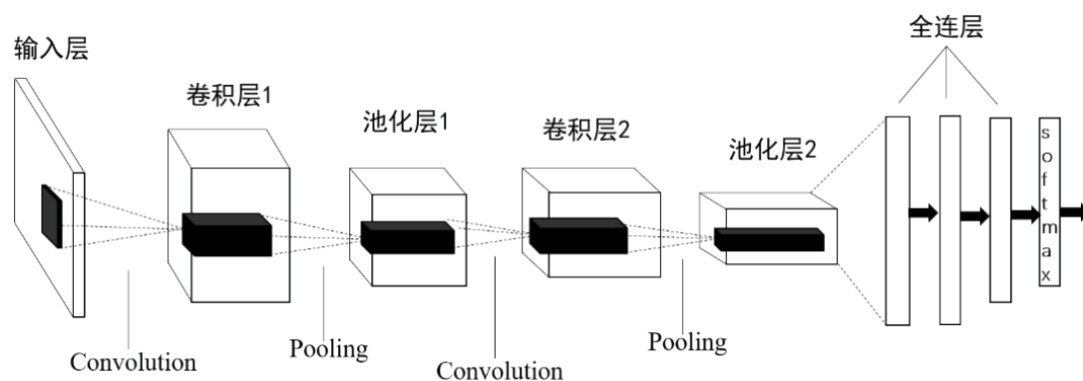 输入层
卷积层1
池化层1
卷积层2
池化层2
全连层
softmax
Convolution
Pooling
Convolution
Pooling